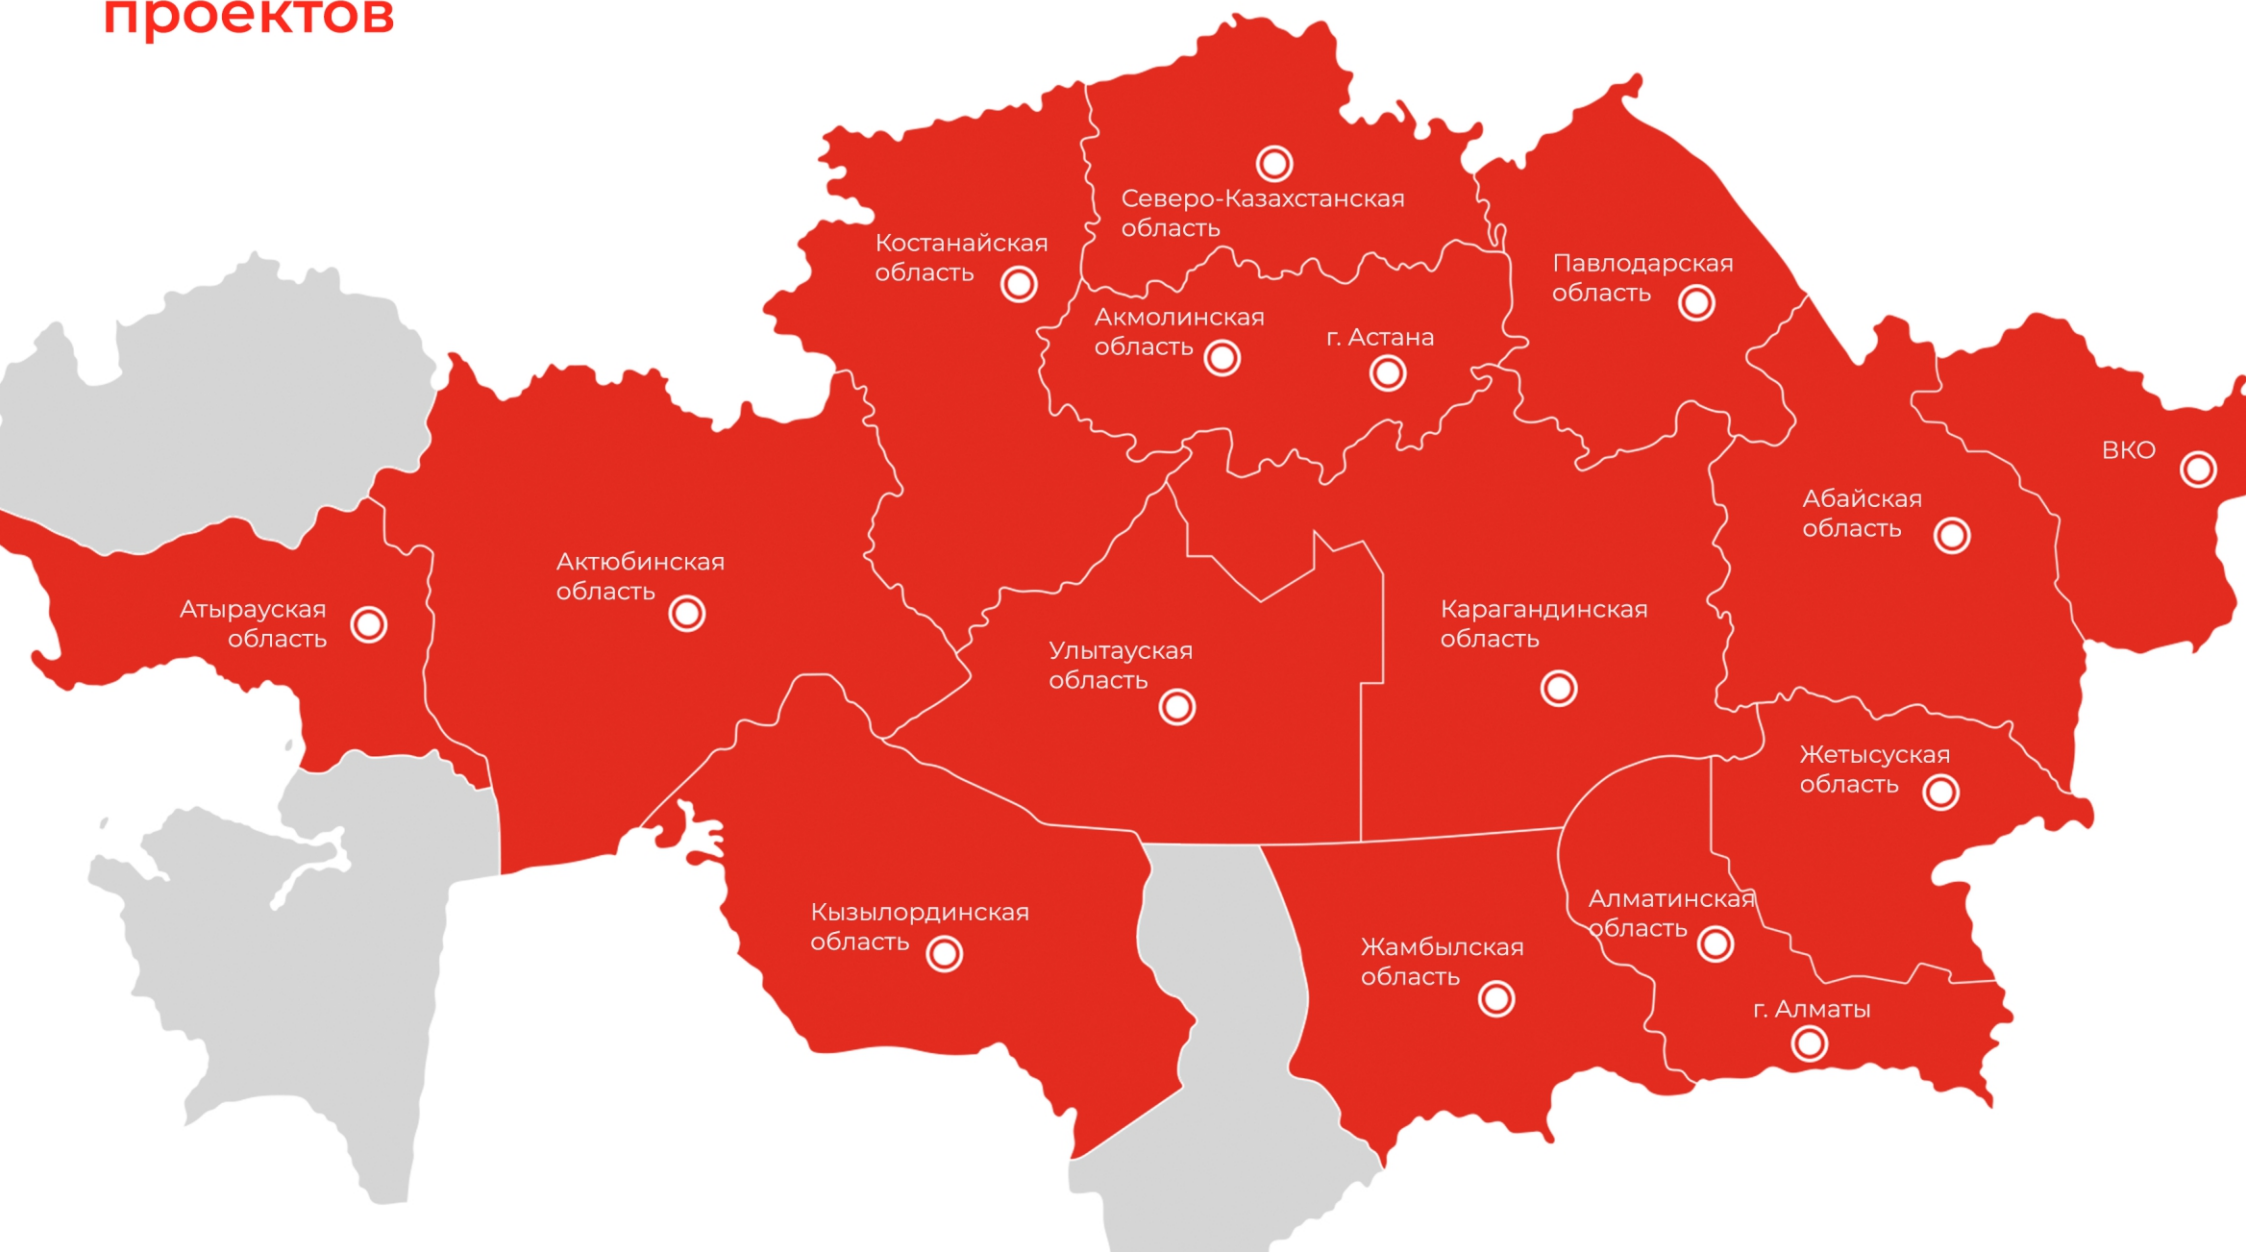 проектов
Северо-Казахстанская
область
Костанайская
область
Павлодарская
область
Акмолинская
область
г. Астана
ВКО
Абайская
область
Актюбинская
область
Атырауская
область
Карагандинская
область
Улытауская
область
Жетысуская
область
Алматинская
область
Кызылординская
область
Жамбылская
область
г. Алматы